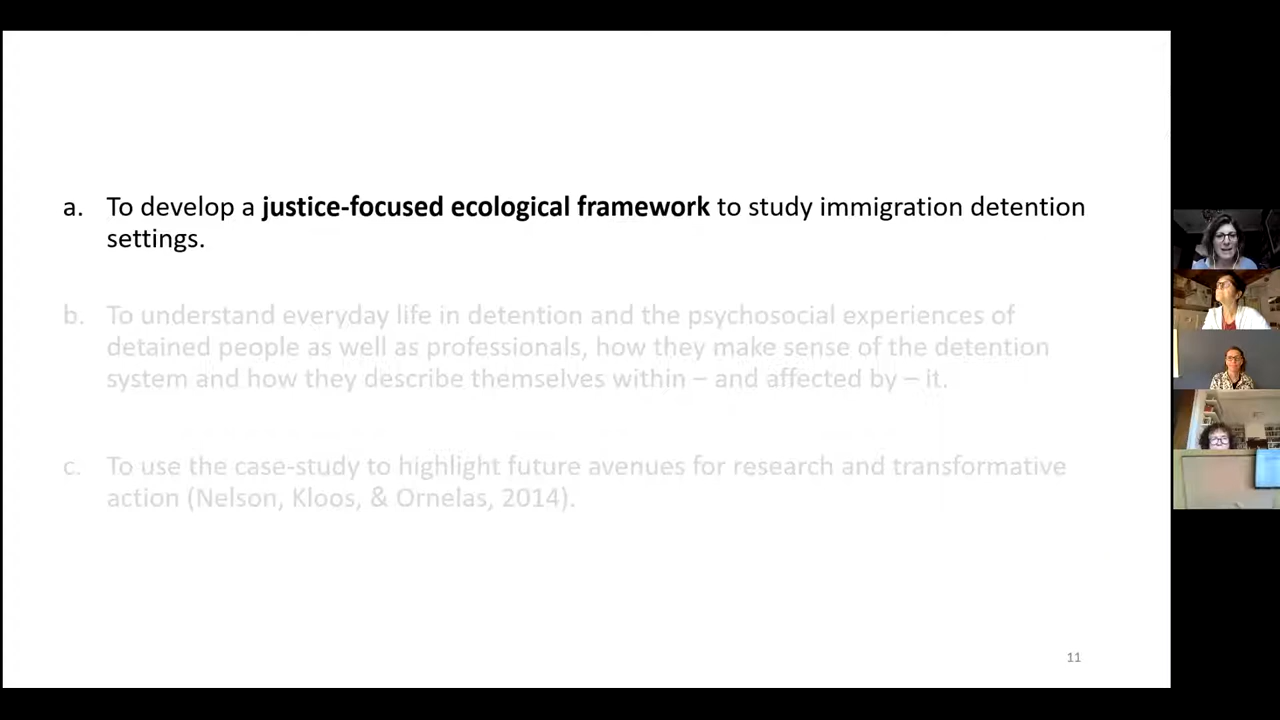 a. To develop a justice-focused ecological framework to study immigration detention
settings.
b. To understand everyday life in detention and the psychosocial experiences of
detained people as well as professionals, how they make sense of the detention
system and how they describe themselves within – and affected by – it.
c. To use the case-study to highlight future avenues for research and transformative
action (Nelson, Kloos, & Ornelas, 2014).
11